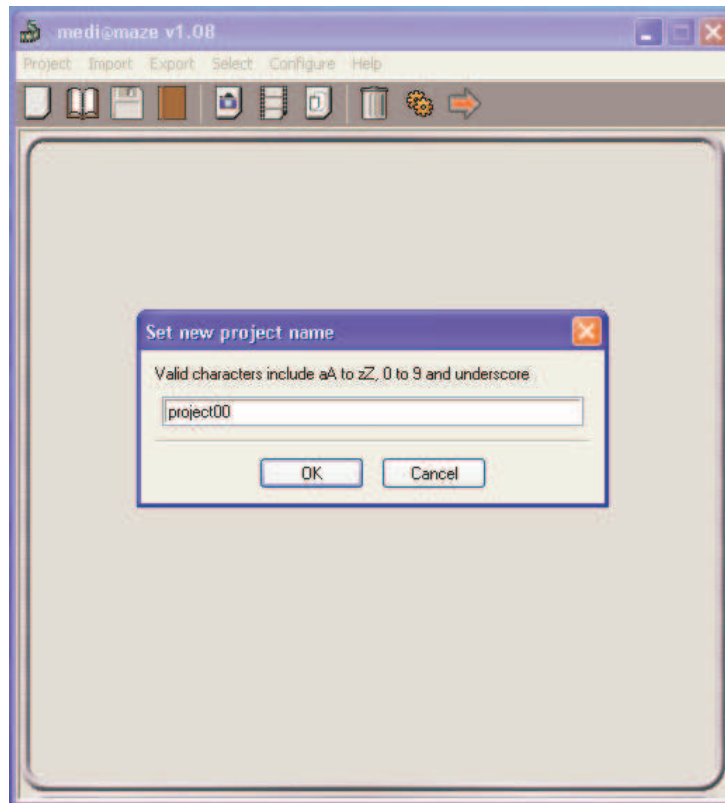 medi@maze v1.08
Project Import Export Select Configure Help
Set new project name
Valid characters include aA to zZ, 0 to 9 and underscore
project00
OK Cancel